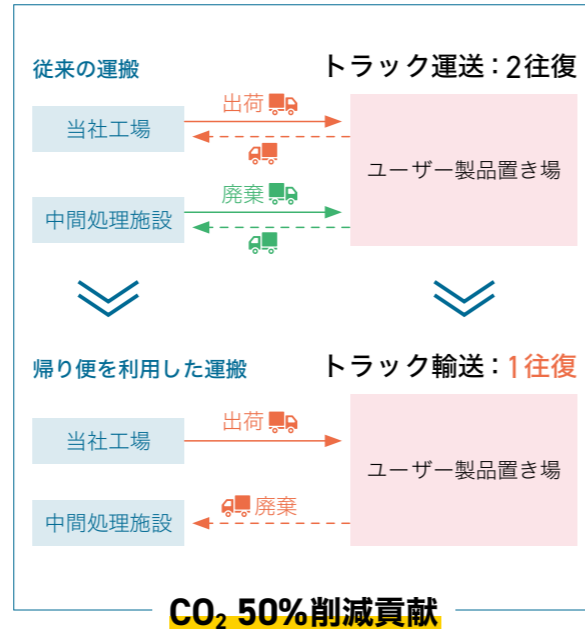 従来の運搬
トラック運送：2往復
出荷
当社工場
ユーザー製品置き場
廃棄
中間処理施設
帰り便を利用した運搬
トラック輸送：1往復
出荷
当社工場
ユーザー製品置き場
廃棄
中間処理施設
CO₂ 50%削減貢献